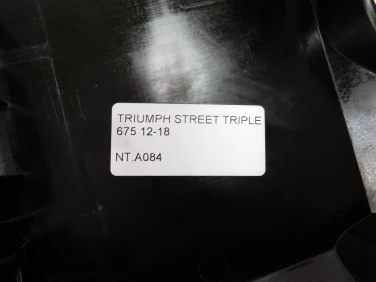 TRIUMPH STREET TRIPLE
675 12-18
NT.A084